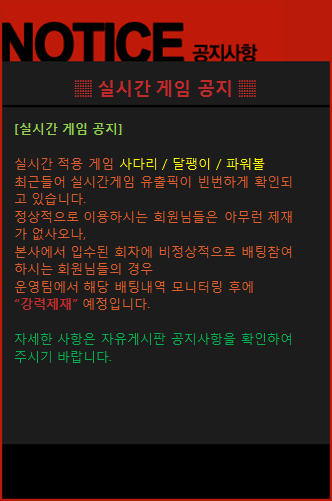 NOTICE 공지사항
▒ 실시간 게임 공지 ▒
[실시간 게임 공지]
실시간 적용 게임 사다리 / 달팽이 / 파워볼
최근들어 실시간게임 유출픽이 빈번하게 확인되
고 있습니다.
정상적으로 이용하시는 회원님들은 아무런 제재
가 없사오나,
본사에서 입수된 회차에 비정상적으로 배팅참여
하시는 회원님들의 경우
운영팀에서 해당 배팅내역 모니터링 후에
“강력제재” 예정입니다.
자세한 사항은 자유게시판 공지사항을 확인하여
주시기 바랍니다.